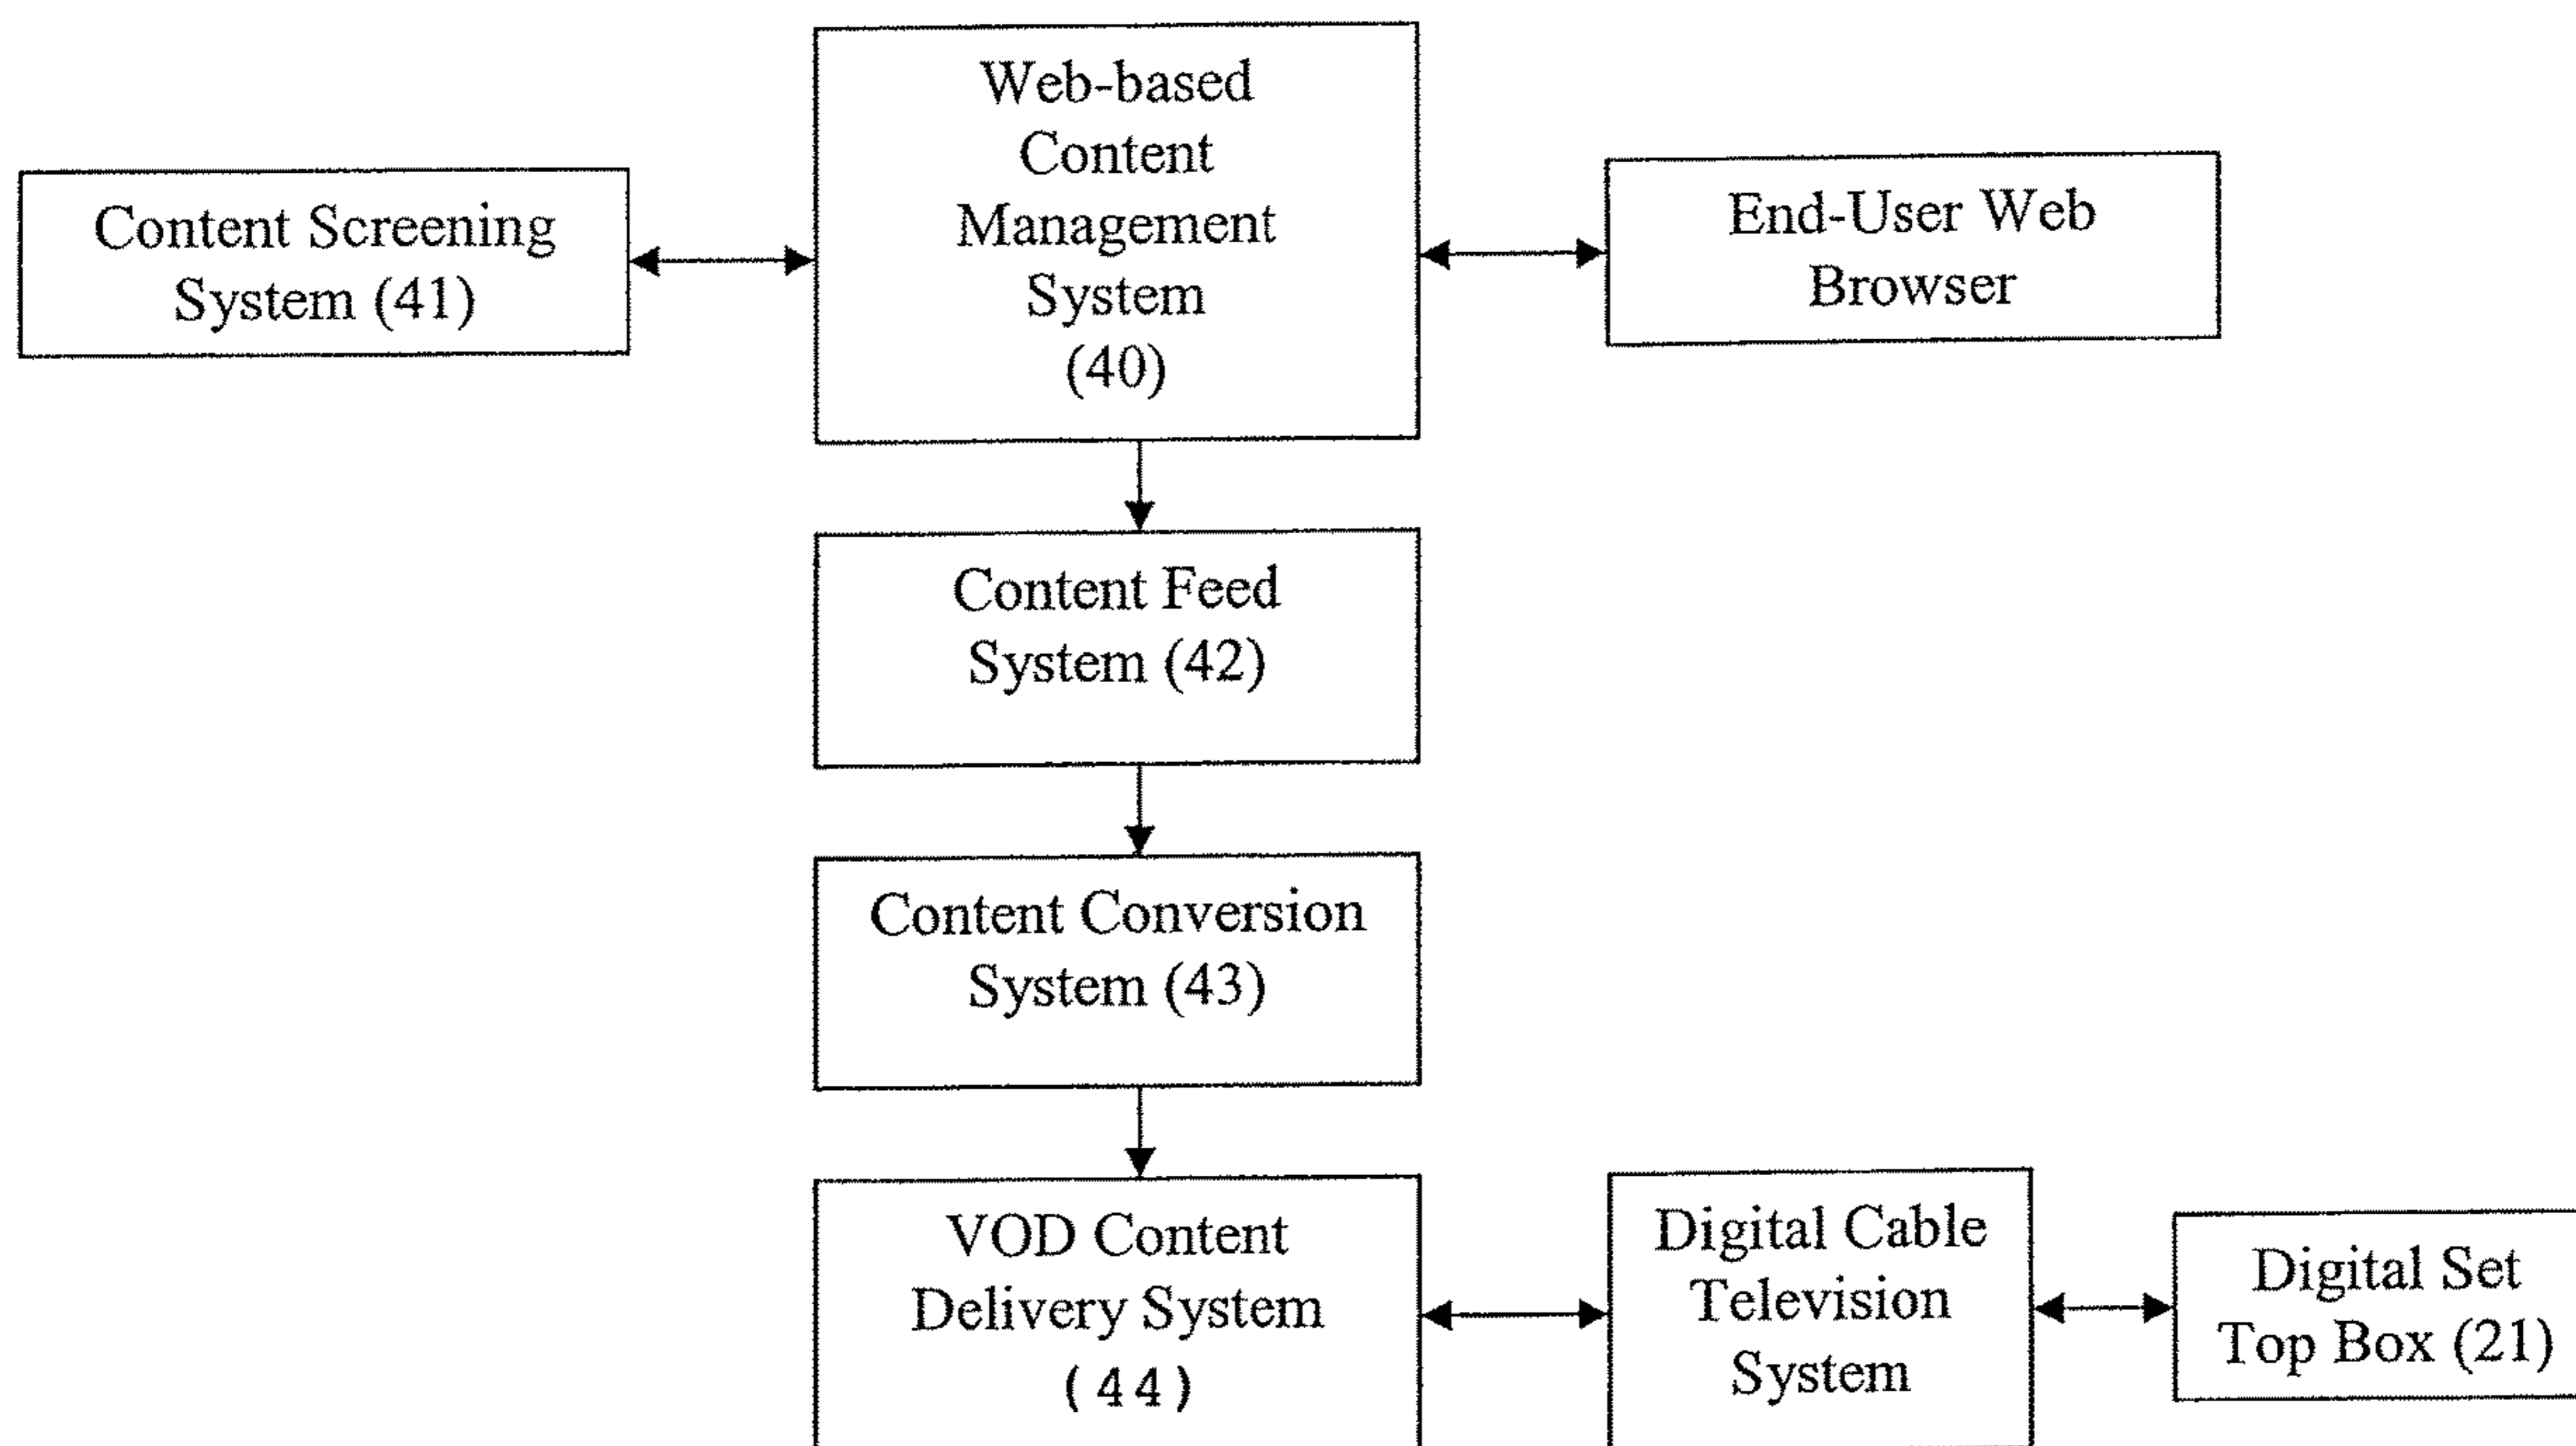 Web-based
Content
Management
System
(40)
Content Screening
System (41)
End-User Web
Browser
Content Feed
System (42)
Content Conversion
System (43)
VOD Content
Delivery System
(44)
Digital Cable
Television
System
Digital Set
Top Box (21)